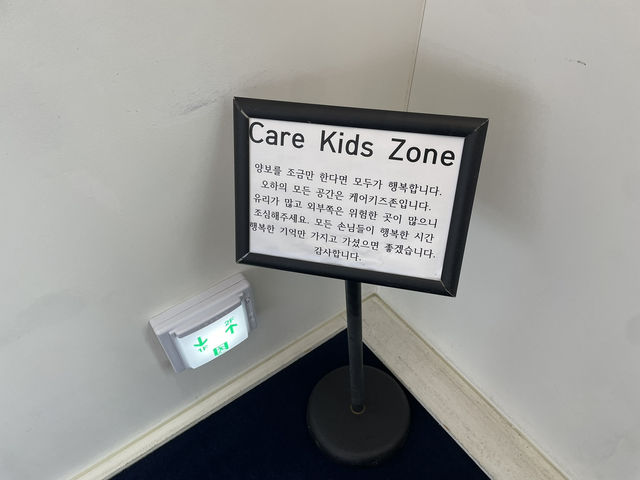 Care Kids Zone
양보를 조금만 한다면 모두가 행복합니다.
오하의 모든 공간은 케어키즈존입니다.
유리가 많고 외부쪽은 위험한 곳이 많으니
조심해주세요. 모든 손님들이 행복한 시간
행복한 기억만 가지고 가셨으면 좋겠습니다.
감사합니다.
2F
1F